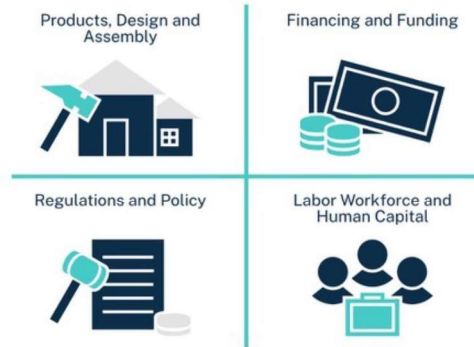 Products, Design and
Assembly
Financing and Funding
Regulations and Policy
Labor Workforce and
Human Capital